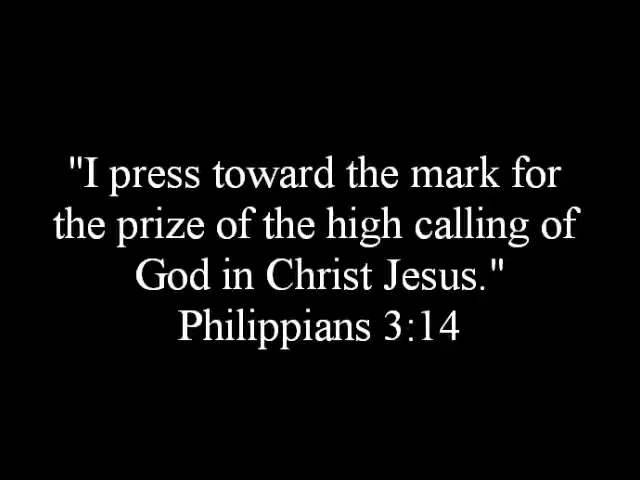 "I press toward the mark for
the prize of the high calling of
God in Christ Jesus."
Philippians 3:14